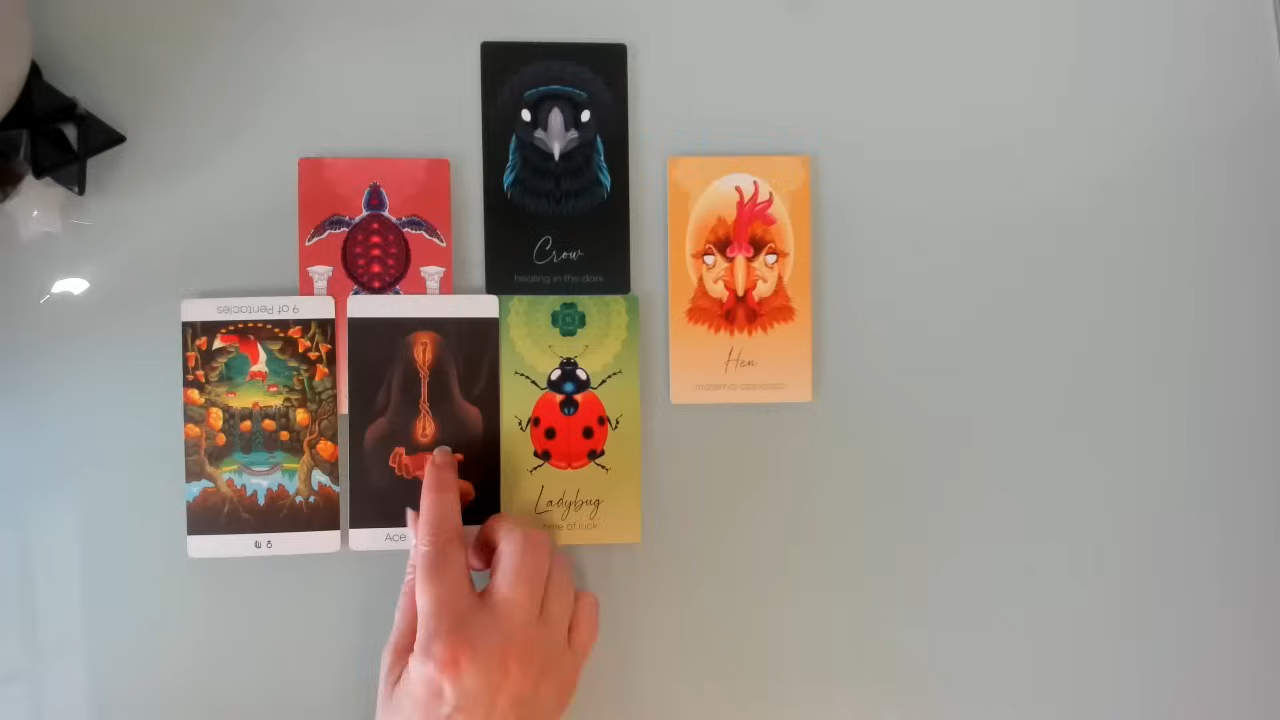 Crow
healing in the dark
Hen
9 of Pentacles
Ace
Ladybug
time of luck